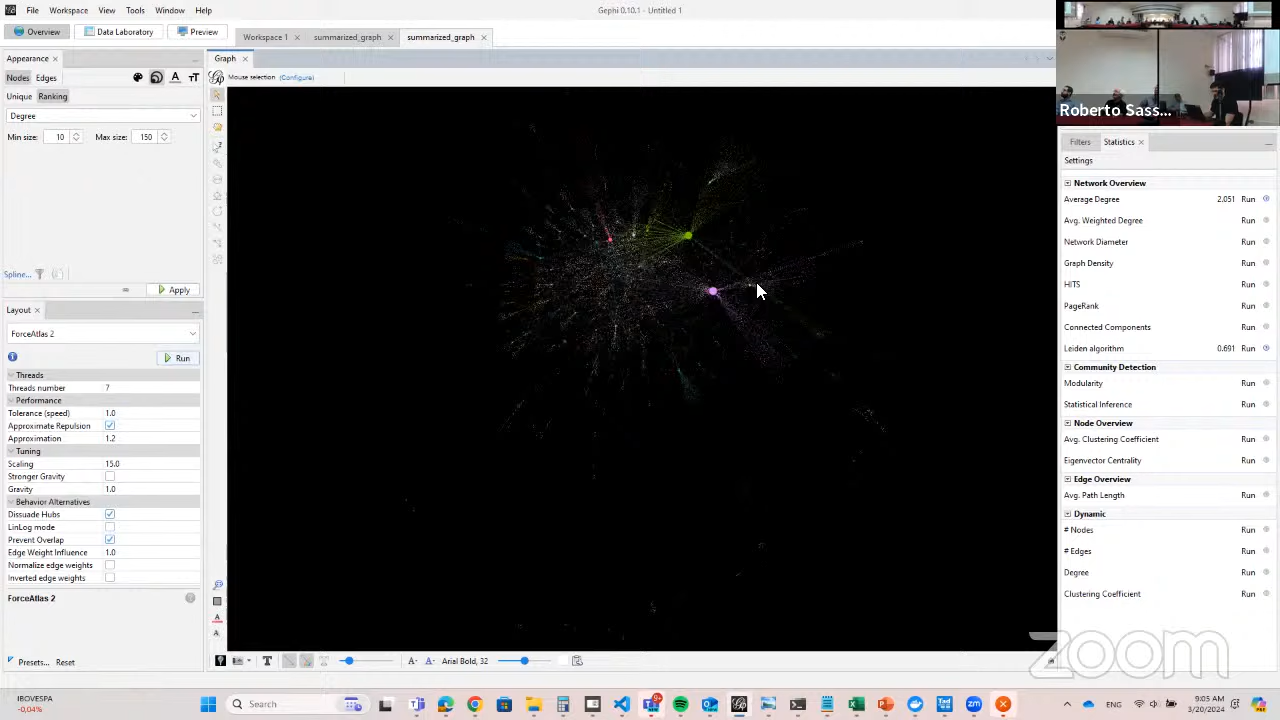 File Workspace View Tools Window Help
Gephi 0.10.1 - Untitled 1
Overview Data Laboratory Preview
Workspace 1 summarized_graph summarized_graph
Appearance
Nodes Edges
Unique Ranking
Degree
Min size: 10 Max size: 150
Spline...
Apply
Layout
ForceAtlas 2
Run
Threads
Threads number 7
Performance
Tolerance (speed) 1.0
Approximate Repulsion
Approximation 1.2
Tuning
Scaling 15.0
Stronger Gravity
Gravity 1.0
Behavior Alternatives
Dissuade Hubs
LinLog mode
Prevent Overlap
Edge Weight Influence 1.0
Normalize edge weights
Inverted edge weights
ForceAtlas 2
Presets... Reset
Graph
Mouse selection (Configure)
Arial Bold, 32
Roberto Sass...
Filters Statistics
Settings
Network Overview
Average Degree 2.051 Run
Avg. Weighted Degree Run
Network Diameter Run
Graph Density Run
HITS Run
PageRank Run
Connected Components Run
Leiden algorithm 0.691 Run
Community Detection
Modularity Run
Statistical Inference Run
Node Overview
Avg. Clustering Coefficient Run
Eigenvector Centrality Run
Edge Overview
Avg. Path Length Run
Dynamic
# Nodes Run
# Edges Run
Degree Run
Clustering Coefficient Run
zoom
IBOVESPA
-0,04%
Search
ENG
9:05 AM
3/20/2024